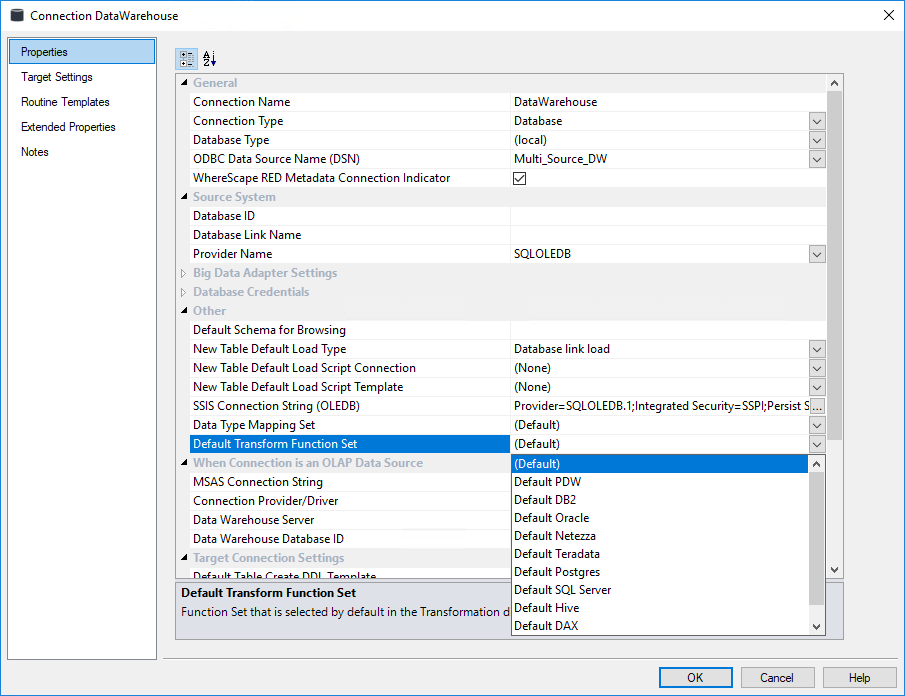 Connection DataWarehouse
Properties
Target Settings
Routine Templates
Extended Properties
Notes
General
Connection Name DataWarehouse
Connection Type Database
Database Type (local)
ODBC Data Source Name (DSN) Multi_Source_DW
WhereScape RED Metadata Connection Indicator
Source System
Database ID
Database Link Name
Provider Name SQLOLEDB
Big Data Adapter Settings
Database Credentials
Other
Default Schema for Browsing
New Table Default Load Type Database link load
New Table Default Load Script Connection (None)
New Table Default Load Script Template (None)
SSIS Connection String (OLEDB) Provider=SQLOLEDB.1;Integrated Security=SSPI;Persist S ...
Data Type Mapping Set (Default)
Default Transform Function Set (Default)
When Connection is an OLAP Data Source
MSAS Connection String
Connection Provider/Driver
Data Warehouse Server
Data Warehouse Database ID
Target Connection Settings
Default Table Create DDL Template
(Default)
Default PDW
Default DB2
Default Oracle
Default Netezza
Default Teradata
Default Postgres
Default SQL Server
Default Hive
Default DAX
Default Transform Function Set
Function Set that is selected by default in the Transformation d
OK Cancel Help